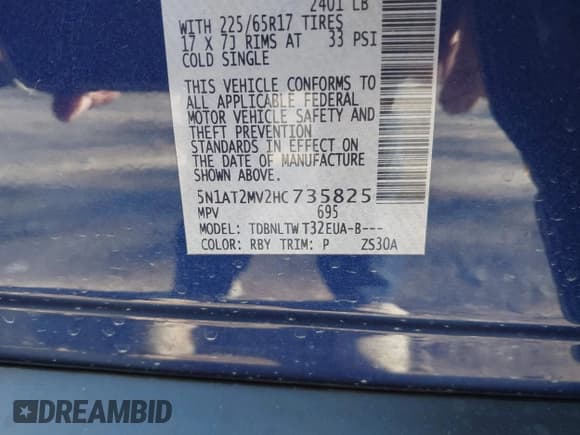 2401 LB
WITH 225/65R17 TIRES
17 X 7J RIMS AT 33 PSI
COLD SINGLE
THIS VEHICLE CONFORMS TO
ALL APPLICABLE FEDERAL
MOTOR VEHICLE SAFETY AND
THEFT PREVENTION
STANDARDS IN EFFECT ON
THE DATE OF MANUFACTURE
SHOWN ABOVE.
5N1AT2MV2HC735825
MPV 695
MODEL: TDBNLTW T32EUA-B---
COLOR: RBY TRIM: P ZS30A
DREAMBID